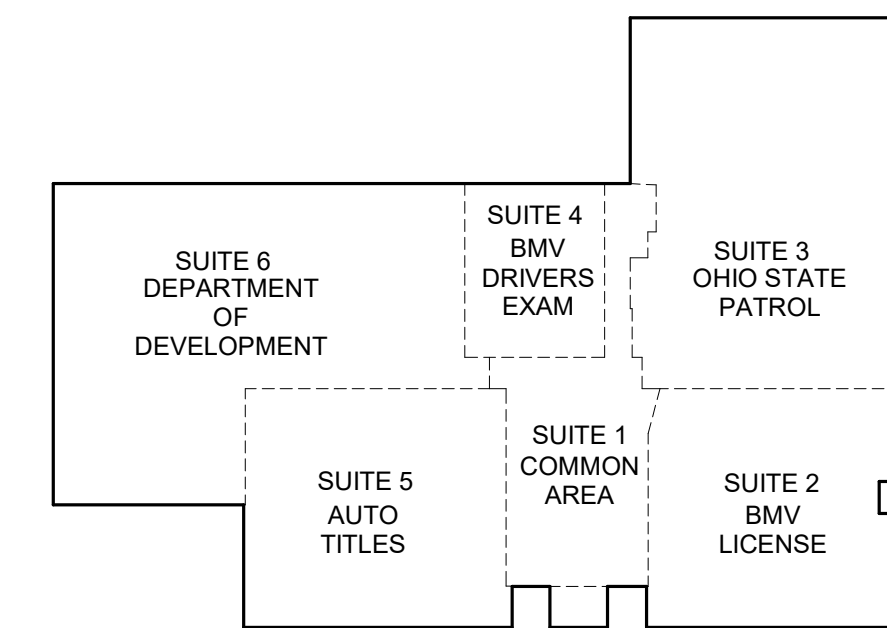 SUITE 4
BMV
DRIVERS
EXAM
SUITE 6
DEPARTMENT
OF
DEVELOPMENT
SUITE 3
OHIO STATE
PATROL
SUITE 1
COMMON
AREA
SUITE 5
AUTO
TITLES
SUITE 2
BMV
LICENSE